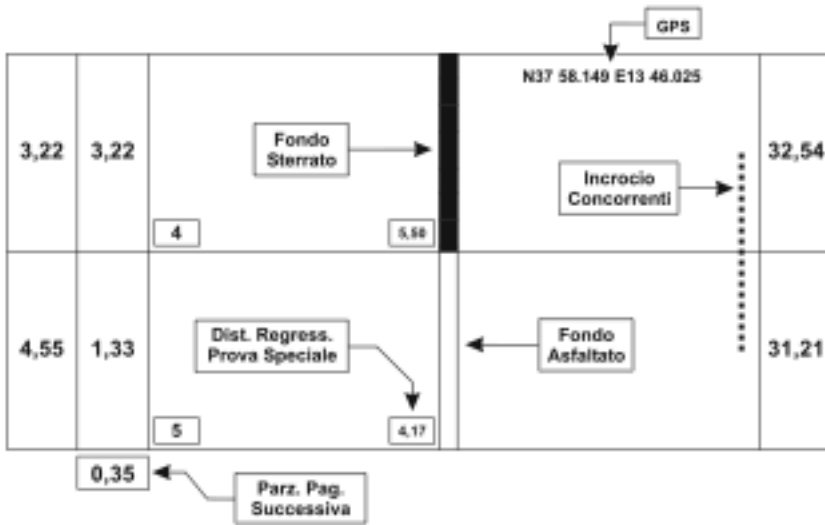 GPS
N37 58.149 E13 46.025
3,22
3,22
Fondo
Sterrato
Incrocio
Concorrenti
32,54
4
5,50
4,55
1,33
Dist. Regress.
Prova Speciale
Fondo
Asfaltato
31,21
5
4,17
0,35
Parz. Pag.
Successiva